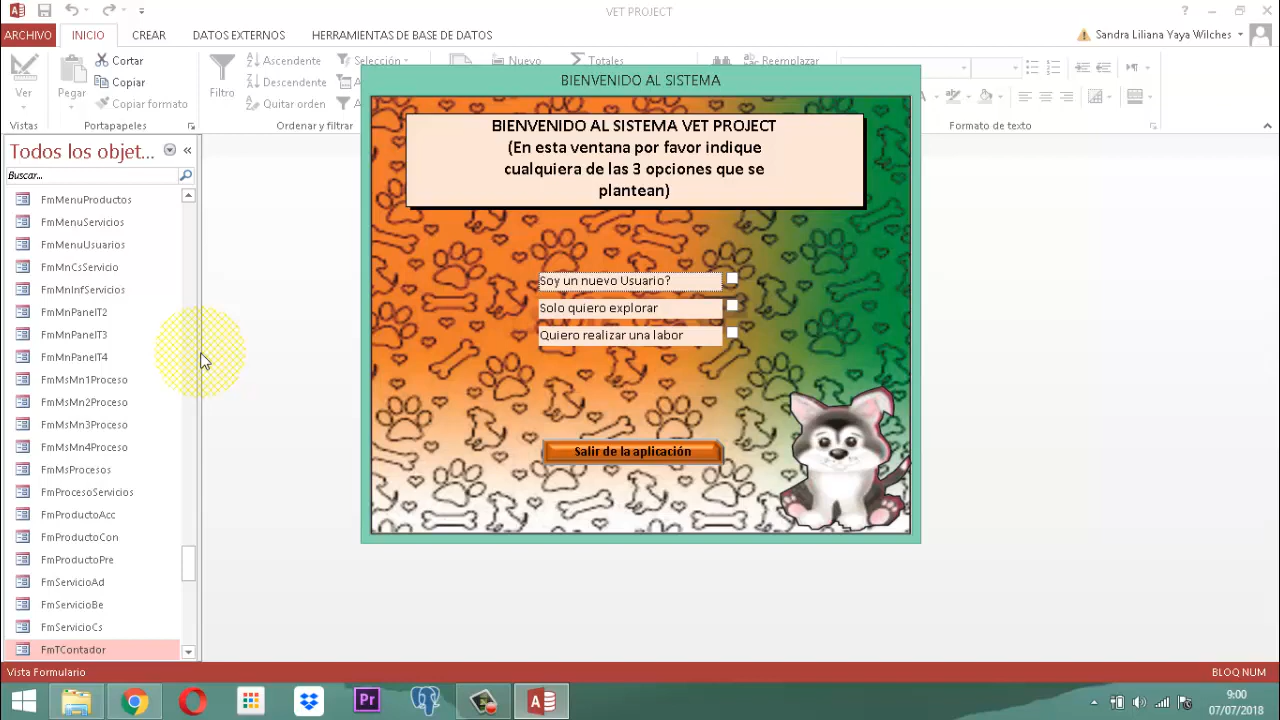 VET PROJECT
ARCHIVO INICIO CREAR DATOS EXTERNOS HERRAMIENTAS DE BASE DE DATOS Sandra Liliana Yaya Wilches
Ver
Vistas
Pegar
Cortar
Copiar
Copiar formato
Portapapeles
Filtro
Ascendente
Descendente
Quitar
Selección
Ordenar y filtrar
Nuevo
Totales
Reemplazar
Formato de texto
Todos los objet...
Buscar...
FmMenuProductos
FmMenuServicios
FmMenuUsuarios
FmMnCsServicio
FmMnInfServicios
FmMnPanelT2
FmMnPanelT3
FmMnPanelT4
FmMsMn1Proceso
FmMsMn2Proceso
FmMsMn3Proceso
FmMsMn4Proceso
FmMsProcesos
FmProcesoServicios
FmProductoAcc
FmProductoCon
FmProductoPre
FmServicioAd
FmServicioBe
FmServicioCs
FmTContador
BIENVENIDO AL SISTEMA
BIENVENIDO AL SISTEMA VET PROJECT
(En esta ventana por favor indique
cualquiera de las 3 opciones que se
plantean)
Soy un nuevo Usuario?
Solo quiero explorar
Quiero realizar una labor
Salir de la aplicación
Vista Formulario
BLOQ NUM
Pr
9:00
07/07/2018